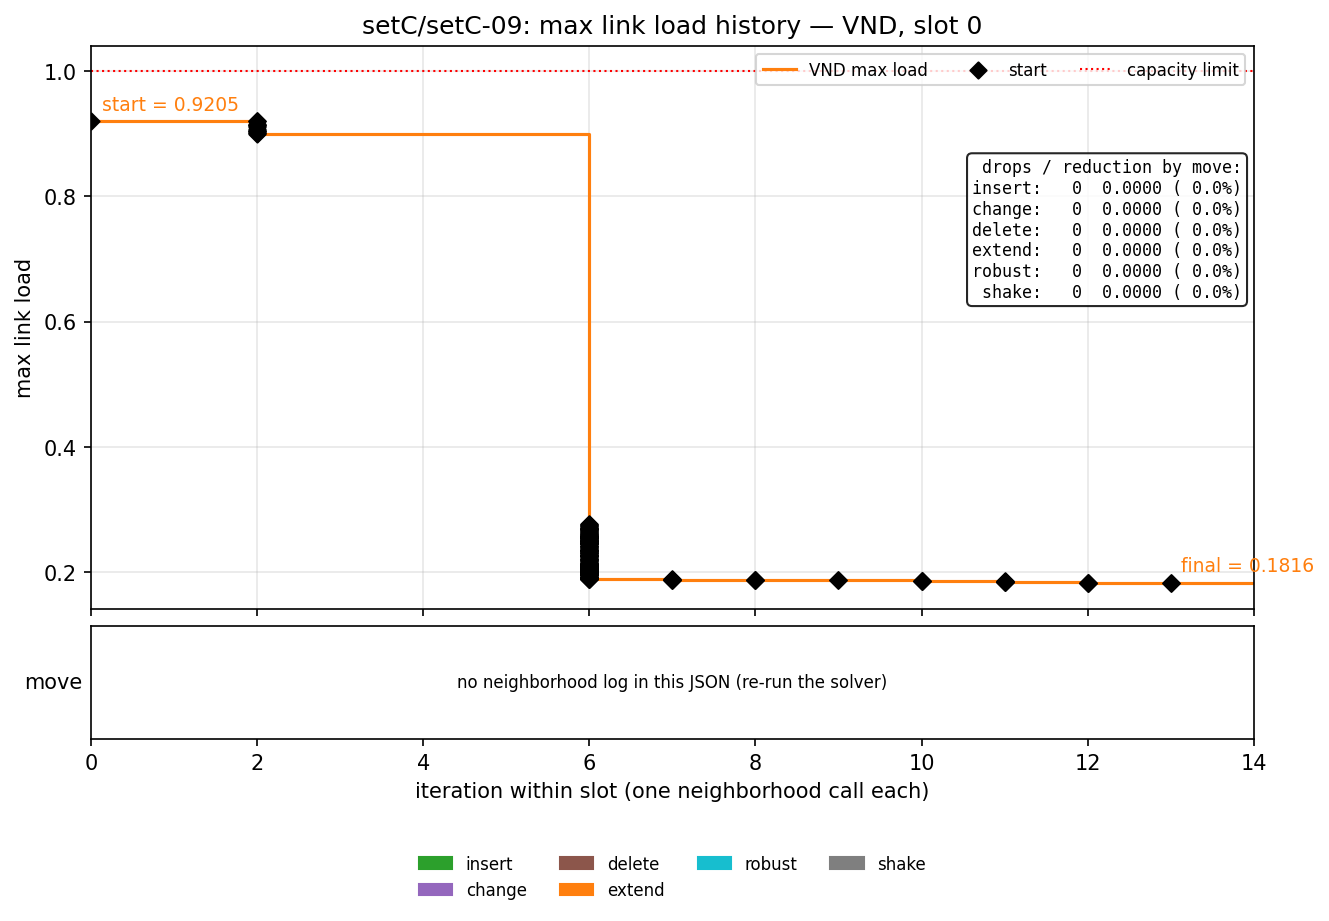 setC/setC-09: max link load history — VND, slot 0
VND max load
start
capacity limit
start = 0.9205
drops / reduction by move:
insert: 0 0.0000 ( 0.0%)
change: 0 0.0000 ( 0.0%)
delete: 0 0.0000 ( 0.0%)
extend: 0 0.0000 ( 0.0%)
robust: 0 0.0000 ( 0.0%)
shake: 0 0.0000 ( 0.0%)
max link load
1.0
0.8
0.6
0.4
0.2
final = 0.1816
move
no neighborhood log in this JSON (re-run the solver)
0 2 4 6 8 10 12 14
iteration within slot (one neighborhood call each)
insert delete robust shake
change extend